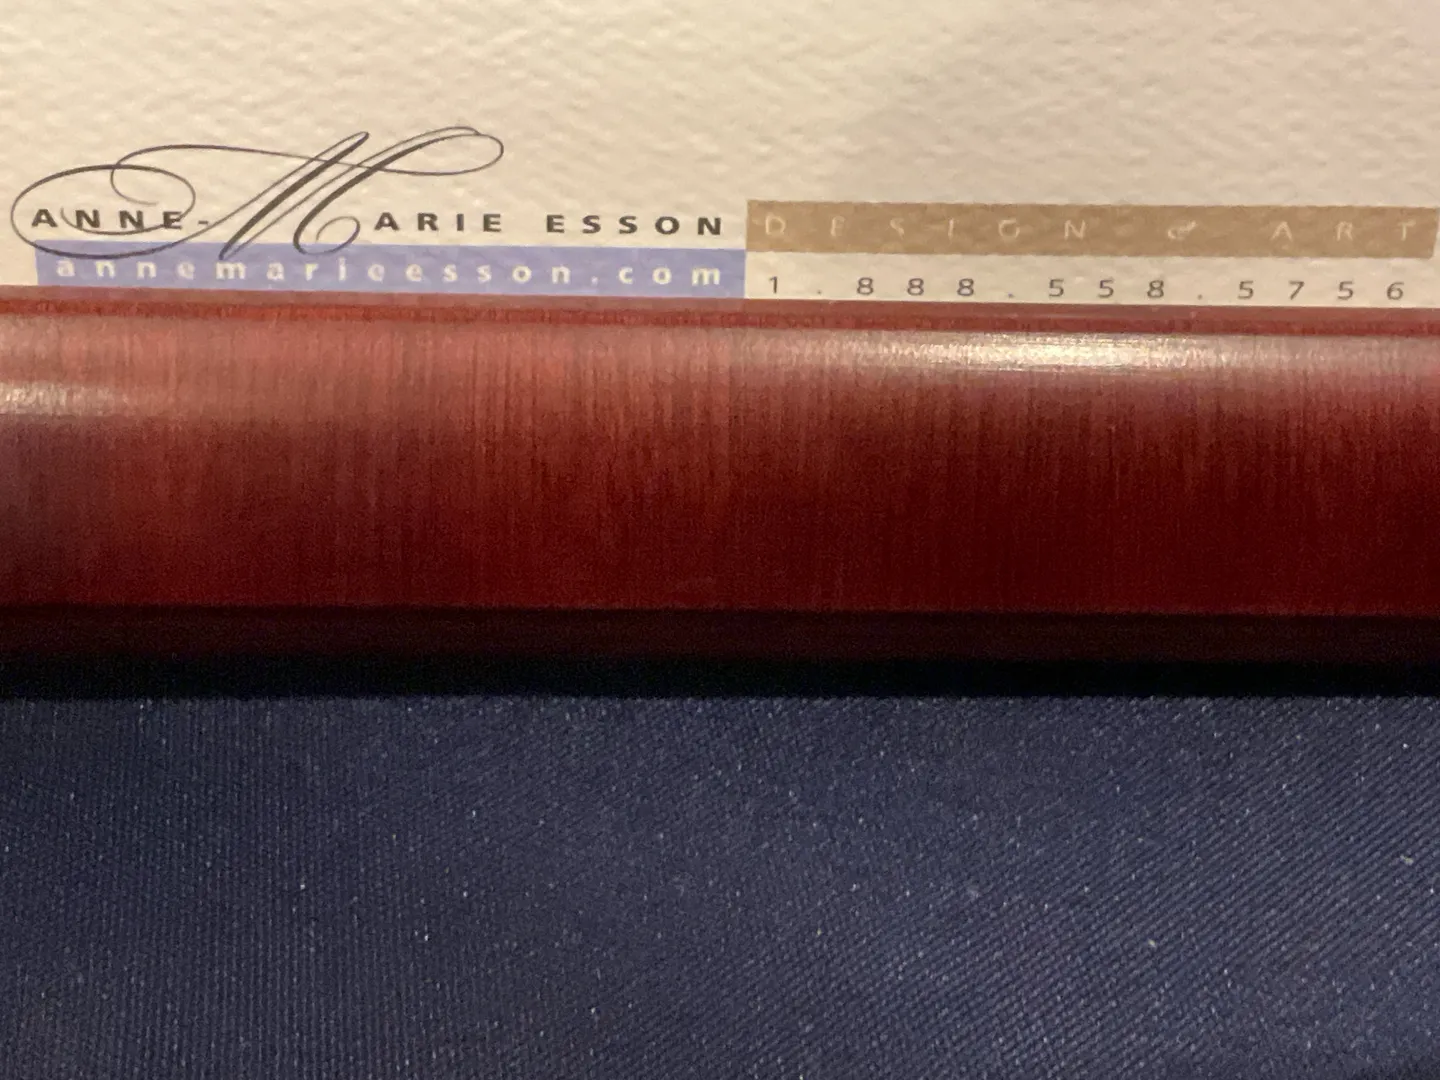 ANNE-MARIE ESSON
DESIGN & ART
annemarieesson.com
1.888.558.5756